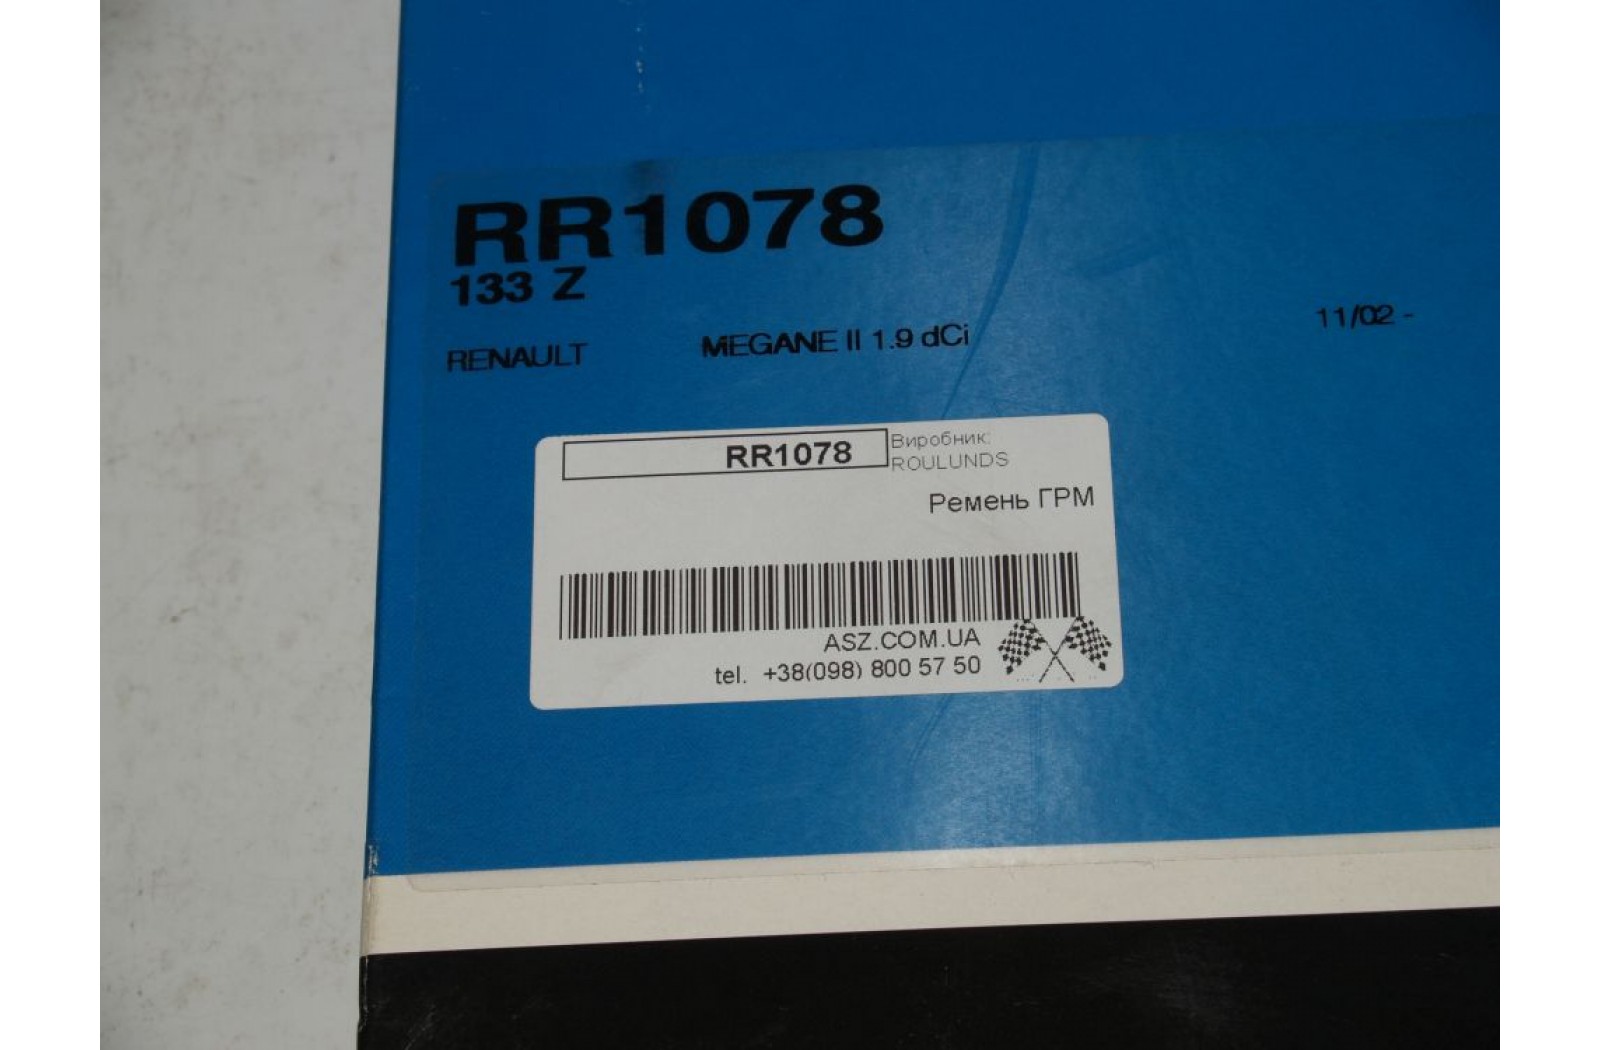 RR1078
133 Z
RENAULT MEGANE II 1.9 dCi 11/02 -
RR1078
Виробник:
ROULUNDS
Ремень ГРМ
ASZ.COM.UA
tel. +38(098) 800 57 50